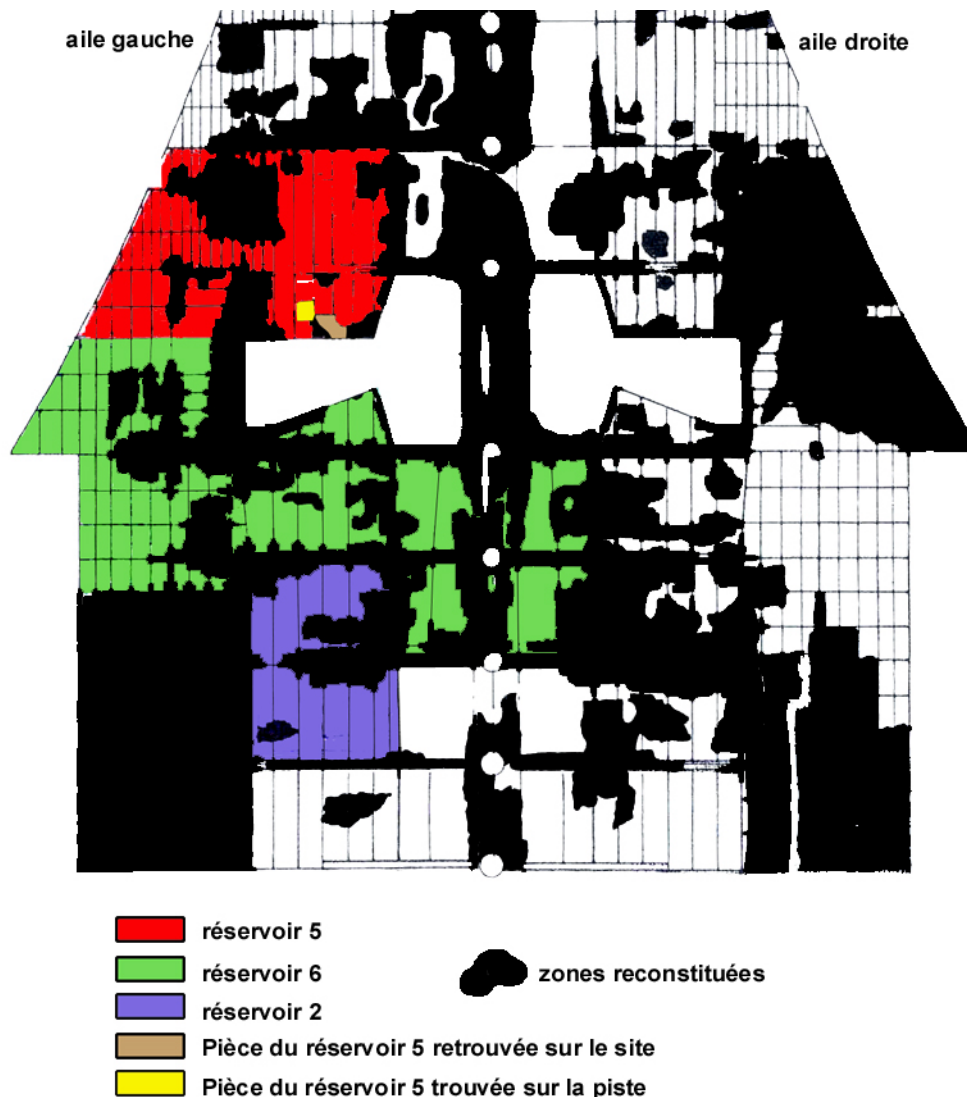 aile gauche
aile droite
réservoir 5
réservoir 6
zones reconstituées
réservoir 2
Pièce du réservoir 5 retrouvée sur le site
Pièce du réservoir 5 trouvée sur la piste